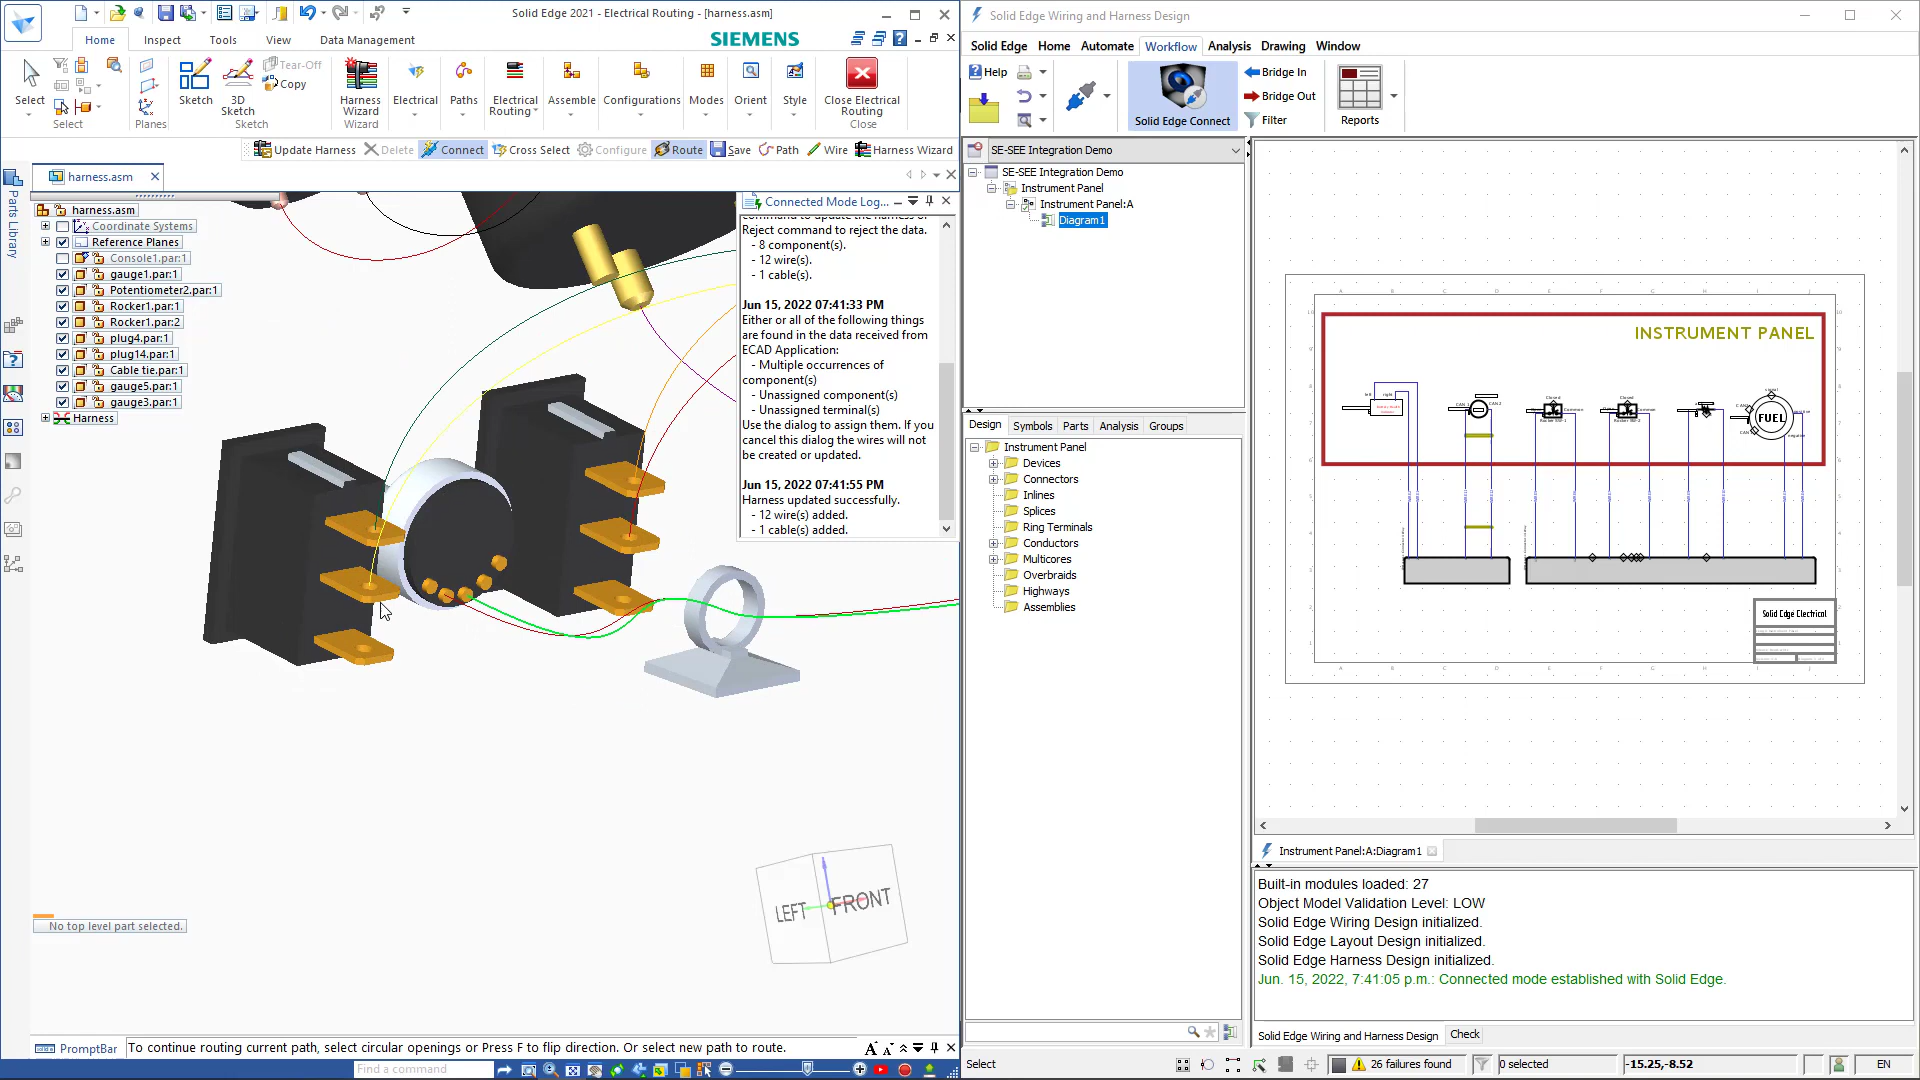 Solid Edge 2021 - Electrical Routing - [harness.asm]
Home
Inspect
Tools
View
Data Management
SIEMENS
Select
Select
Planes
Sketch
3D
Sketch
Tear-Off
Copy
Sketch
Harness
Wizard
Wizard
Electrical
Paths
Electrical
Routing
Assemble
Configurations
Modes
Orient
Style
Close Electrical
Routing
Close
Update Harness
Delete
Connect
Cross Select
Configure
Route
Save
Path
Wire
Harness Wizard
harness.asm
Parts Library
harness.asm
Coordinate Systems
Reference Planes
Console1.par:1
gauge1.par:1
Potentiometer2.par:1
Rocker1.par:1
Rocker1.par:2
plug4.par:1
plug14.par:1
Cable tie.par:1
gauge5.par:1
gauge3.par:1
Harness
Connected Mode Log...
command to update the harness or
Reject command to reject the data.
- 8 component(s).
- 12 wire(s).
- 1 cable(s).
Jun 15, 2022 07:41:33 PM
Either or all of the following things
are found in the data received from
ECAD Application:
- Multiple occurrences of
component(s)
- Unassigned component(s)
- Unassigned terminal(s)
Use the dialog to assign them. If you
cancel this dialog the wires will not
be created or updated.
Jun 15, 2022 07:41:55 PM
Harness updated successfully.
- 12 wire(s) added.
- 1 cable(s) added.
LEFT
FRONT
No top level part selected.
PromptBar
To continue routing current path, select circular openings or Press F to flip direction. Or select new path to route.
Find a command
Solid Edge Wiring and Harness Design
Solid Edge
Home
Automate
Workflow
Analysis
Drawing
Window
Help
Solid Edge Connect
Bridge In
Bridge Out
Filter
Reports
SE-SEE Integration Demo
SE-SEE Integration Demo
Instrument Panel
Instrument Panel:A
Diagram1
Design
Symbols
Parts
Analysis
Groups
Instrument Panel
Devices
Connectors
Inlines
Splices
Ring Terminals
Conductors
Multicores
Overbraids
Highways
Assemblies
INSTRUMENT PANEL
left
right
Closed
Common
Closed
Common
FUEL
positive
negative
Solid Edge Electrical
Instrument Panel:A:Diagram1
Built-in modules loaded: 27
Object Model Validation Level: LOW
Solid Edge Wiring Design initialized.
Solid Edge Layout Design initialized.
Solid Edge Harness Design initialized.
Jun. 15, 2022, 7:41:05 p.m.: Connected mode established with Solid Edge.
Solid Edge Wiring and Harness Design
Check
Select
26 failures found
0 selected
-15.25,-8.52
EN